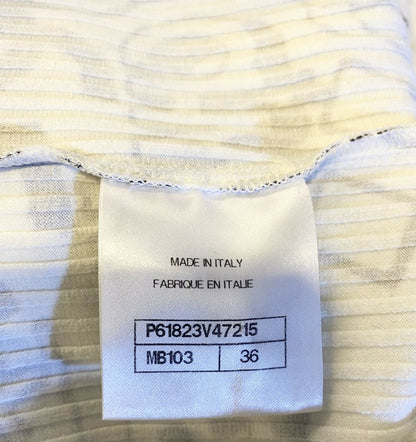 MADE IN ITALY
FABRIQUE EN ITALIE
P61823V47215
MB103 36